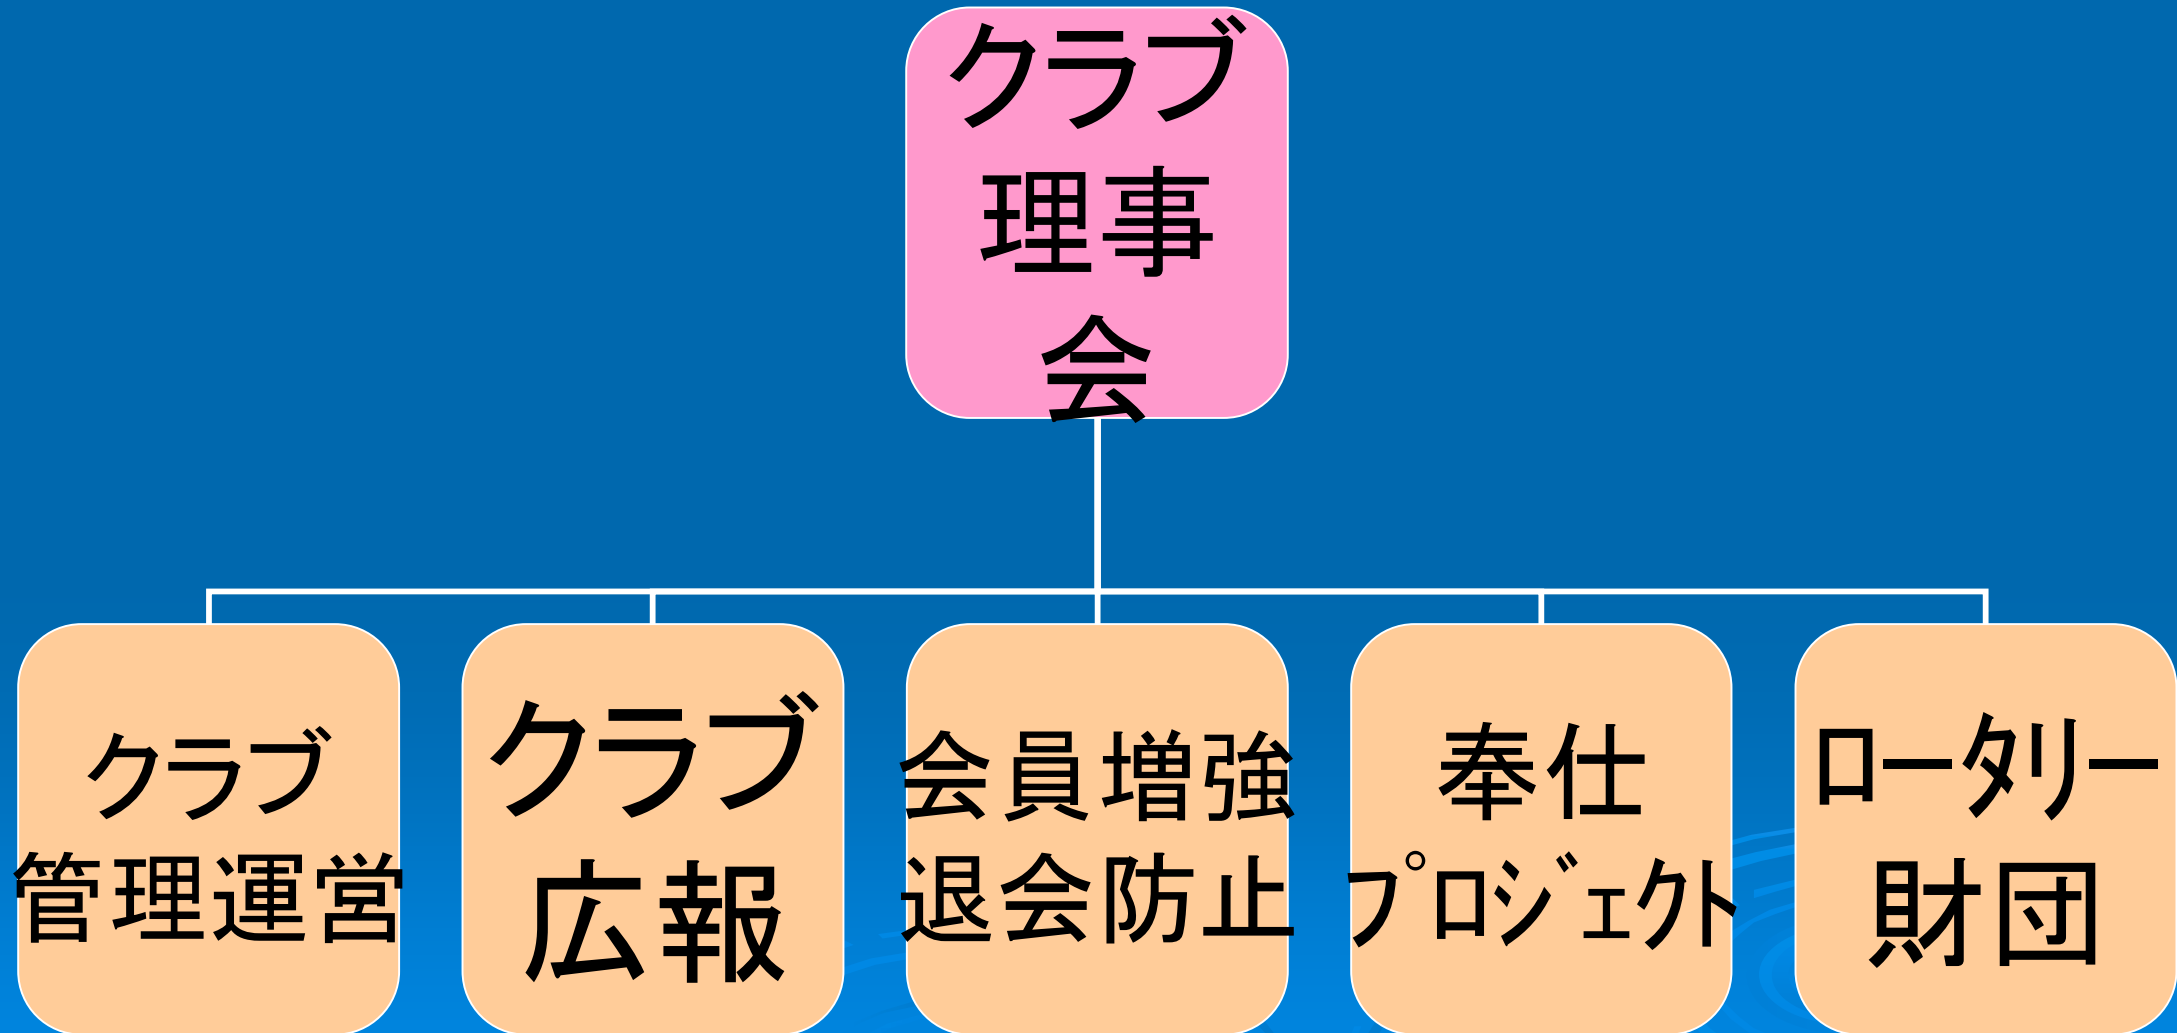 クラブ
理事
会
クラブ
管理運営
クラブ
広報
会員増強
退会防止
奉仕
ﾌﾟﾛｼﾞｪｸﾄ
ﾛｰﾀﾘｰ
財団